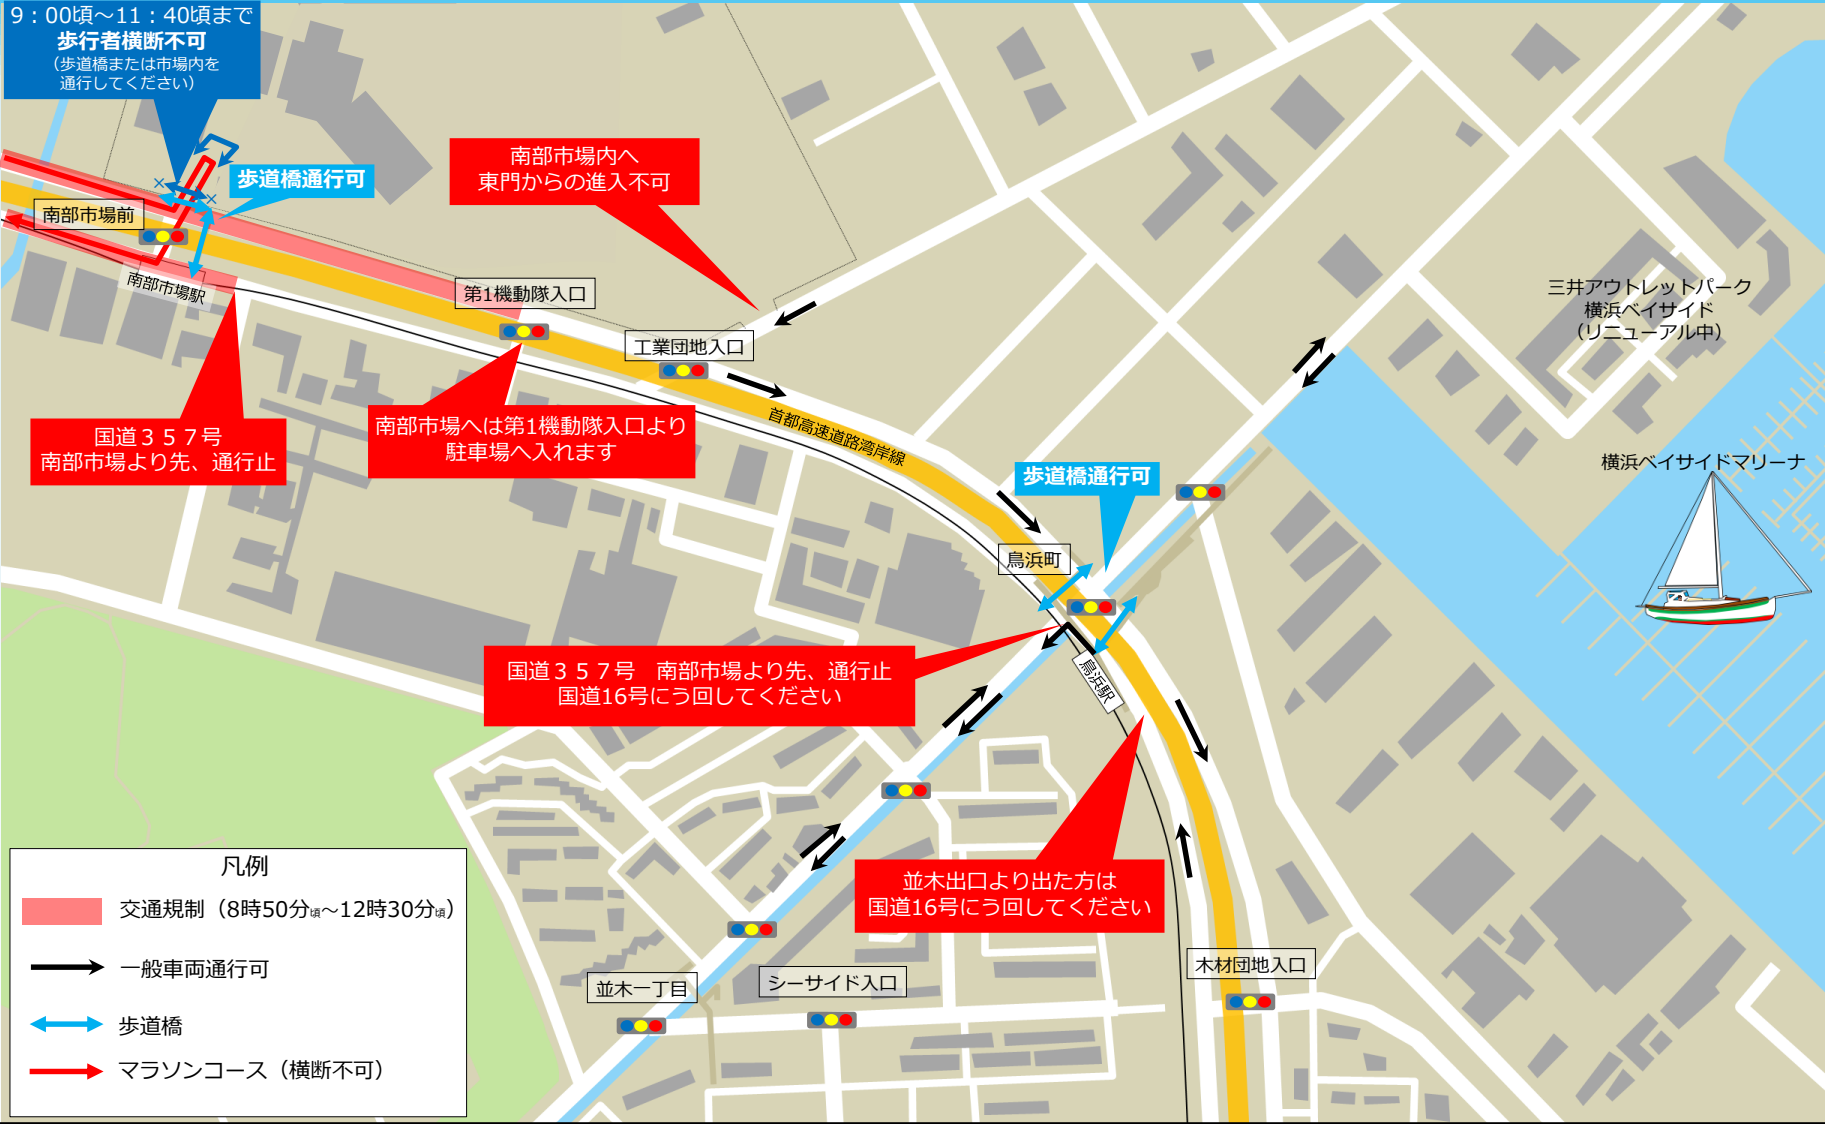 9：00頃～11：40頃まで
歩行者横断不可
（歩道橋または市場内を
通行してください）
歩道橋通行可
南部市場前
南部市場駅
南部市場内へ
東門からの進入不可
第1機動隊入口
工業団地入口
国道３５７号
南部市場より先、通行止
南部市場へは第1機動隊入口より
駐車場へ入れます
首都高速道路湾岸線
三井アウトレットパーク
横浜ベイサイド
（リニューアル中）
横浜ベイサイドマリーナ
歩道橋通行可
鳥浜町
国道３５７号　南部市場より先、通行止
国道16号にう回してください
鳥浜駅
並木出口より出た方は
国道16号にう回してください
木材団地入口
シーサイド入口
並木一丁目
凡例
交通規制（8時50分頃～12時30分頃）
一般車両通行可
歩道橋
マラソンコース（横断不可）